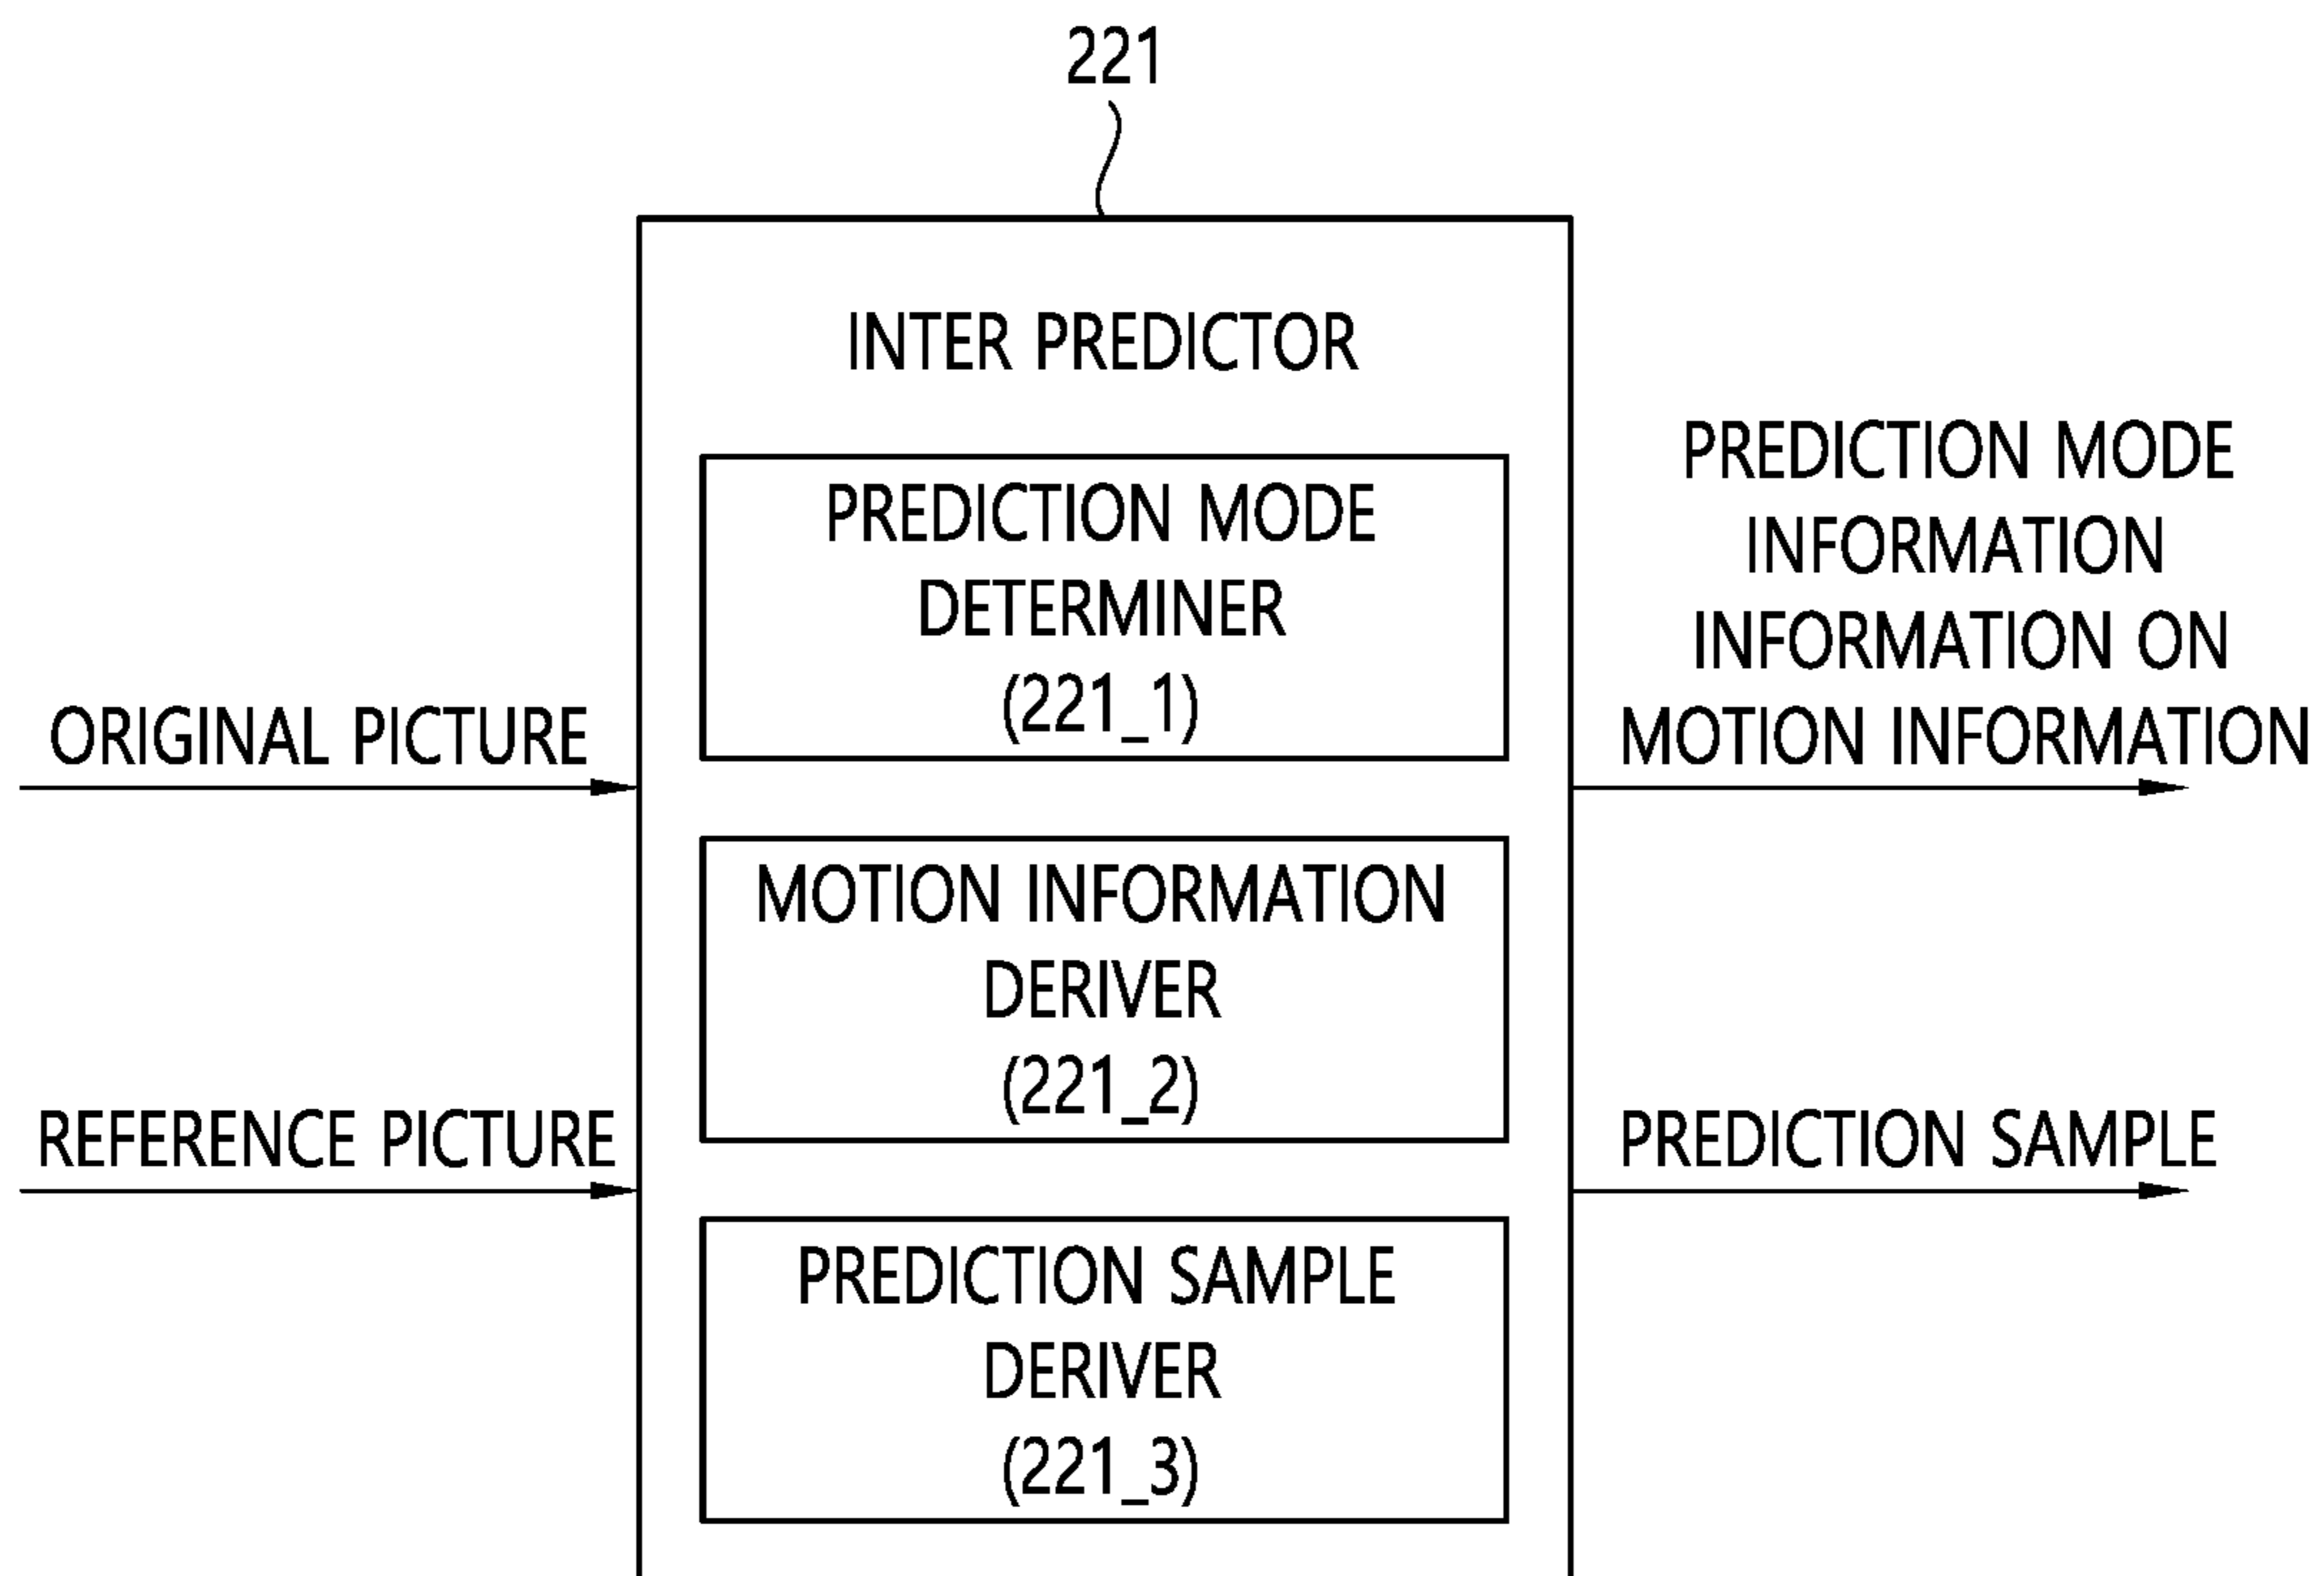 221
INTER PREDICTOR
PREDICTION MODE
DETERMINER
(221_1)
MOTION INFORMATION
DERIVER
(221_2)
PREDICTION SAMPLE
DERIVER
(221_3)
ORIGINAL PICTURE
REFERENCE PICTURE
PREDICTION MODE
INFORMATION
INFORMATION ON
MOTION INFORMATION
PREDICTION SAMPLE